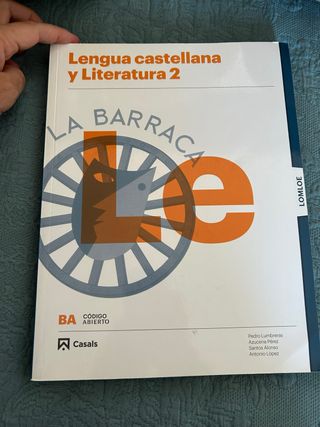 Lengua castellana
y Literatura 2
LA BARRACA
Le
LOMLOE
BA CÓDIGO
ABIERTO
Casals
Pedro Lumbreras
Azucena Pérez
Santos Alonso
Antonio López